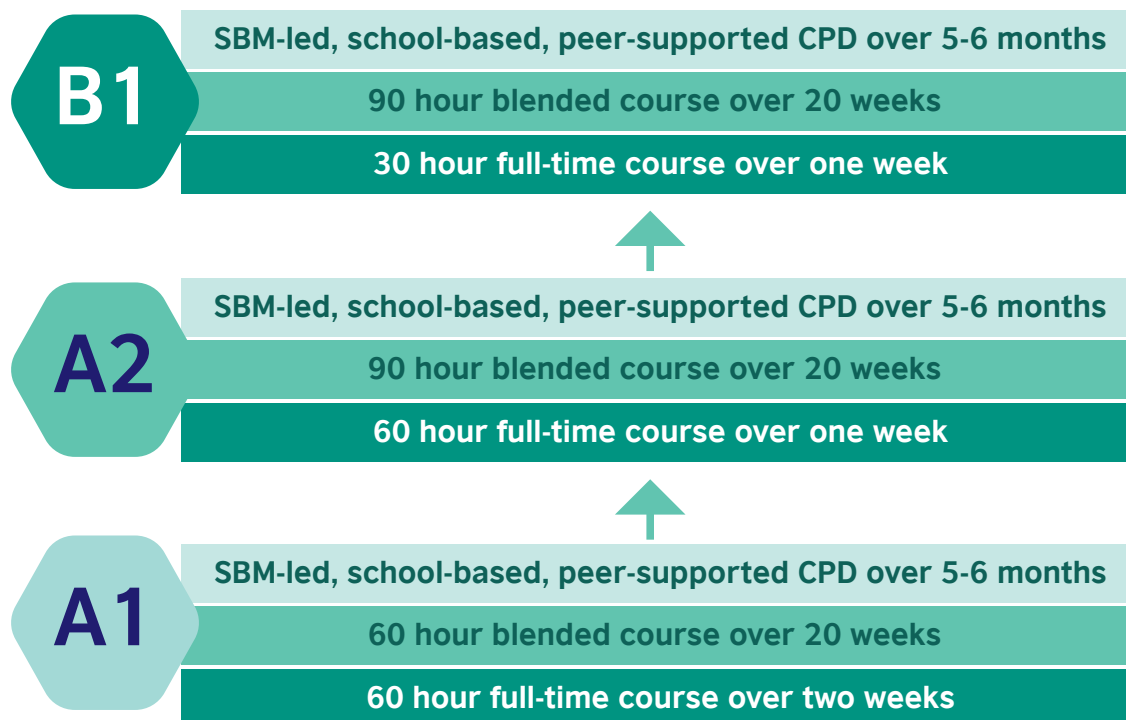 B1
SBM-led, school-based, peer-supported CPD over 5-6 months
90 hour blended course over 20 weeks
30 hour full-time course over one week
A2
SBM-led, school-based, peer-supported CPD over 5-6 months
90 hour blended course over 20 weeks
60 hour full-time course over one week
A1
SBM-led, school-based, peer-supported CPD over 5-6 months
60 hour blended course over 20 weeks
60 hour full-time course over two weeks